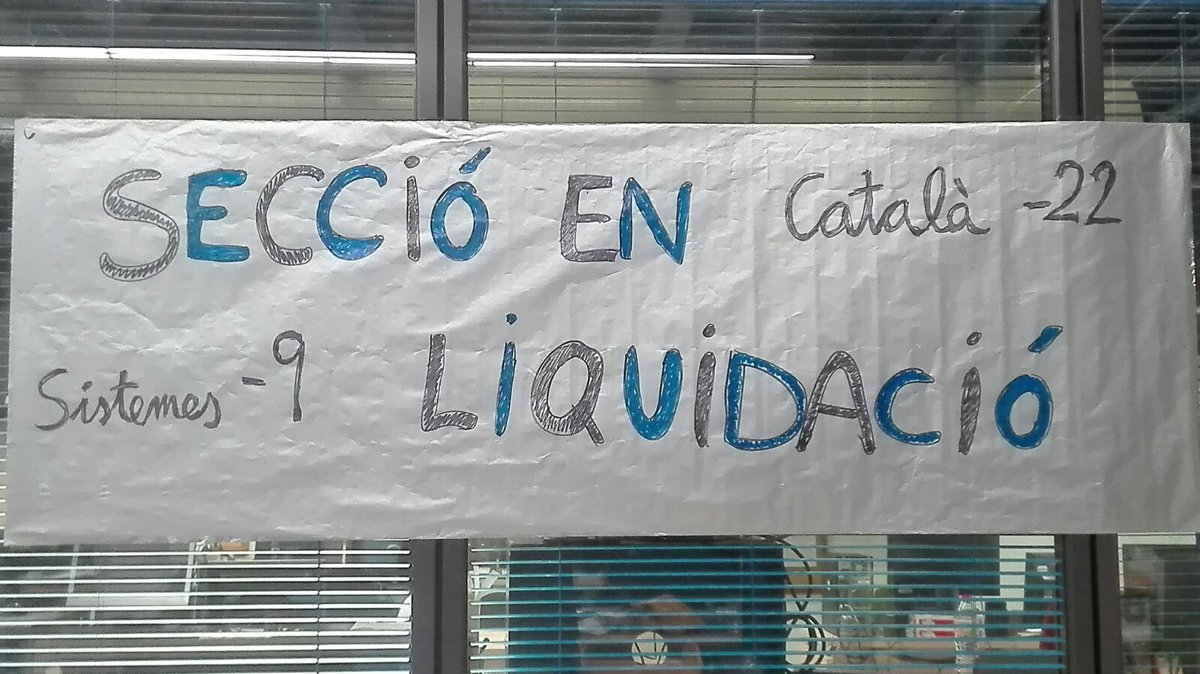 SECCIÓ EN Català -22
Sistemes -9 LIQUIDACIÓ